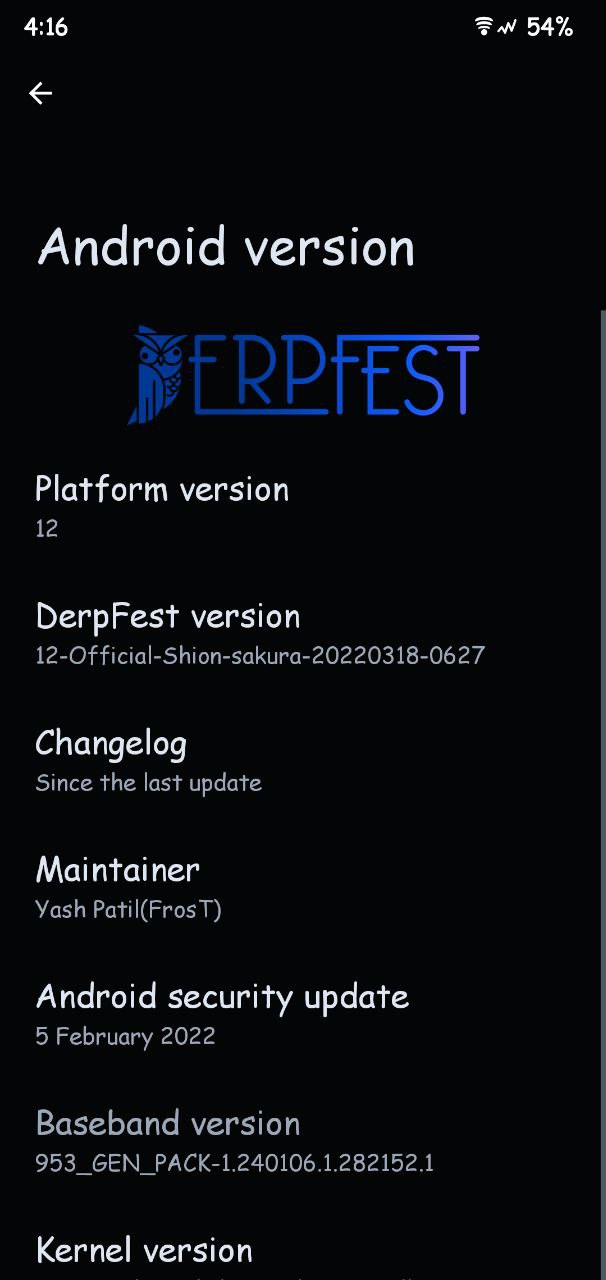 4:16
54%
Android version
DERPFEST
Platform version
12
DerpFest version
12-Official-Shion-sakura-20220318-0627
Changelog
Since the last update
Maintainer
Yash Patil(FrosT)
Android security update
5 February 2022
Baseband version
953_GEN_PACK-1.240106.1.282152.1
Kernel version